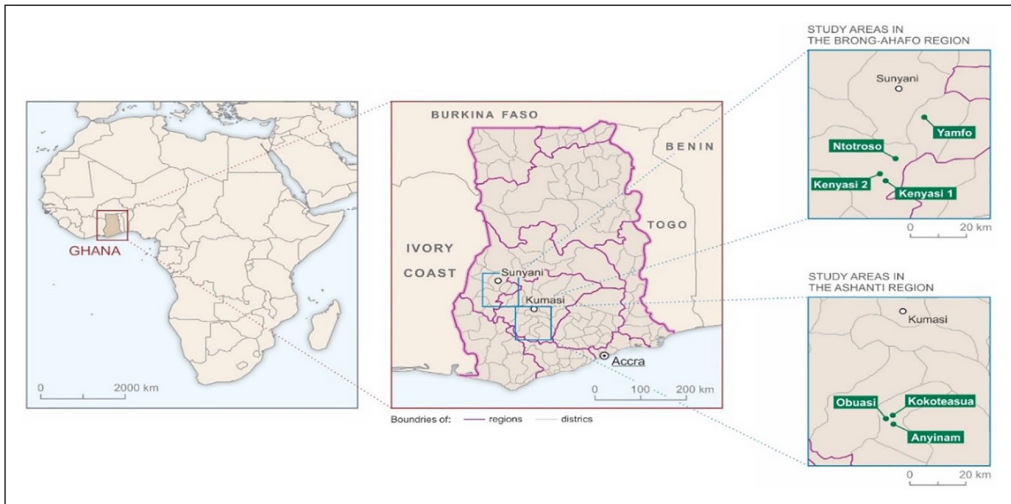 GHANA
0 2000 km
BURKINA FASO
BENIN
TOGO
IVORY
COAST
Sunyani
Kumasi
Accra
0 100 200 km
Boundries of: regions districs
STUDY AREAS IN
THE BRONG-AHAFO REGION
Sunyani
Yamfo
Ntotroso
Kenyasi 2
Kenyasi 1
0 20 km
STUDY AREAS IN
THE ASHANTI REGION
Kumasi
Obuasi
Kokoteasua
Anyinam
0 20 km